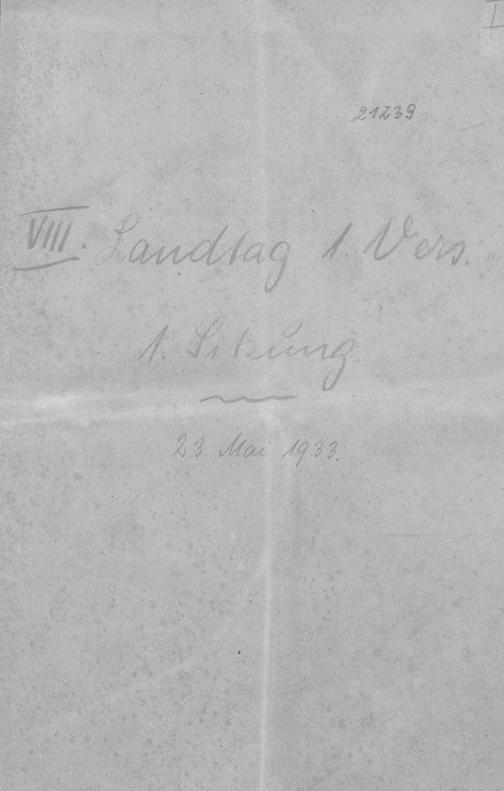 I
21239
VIII. Landtag 1. Vers.
1. Sitzung
23. Mai 1933.